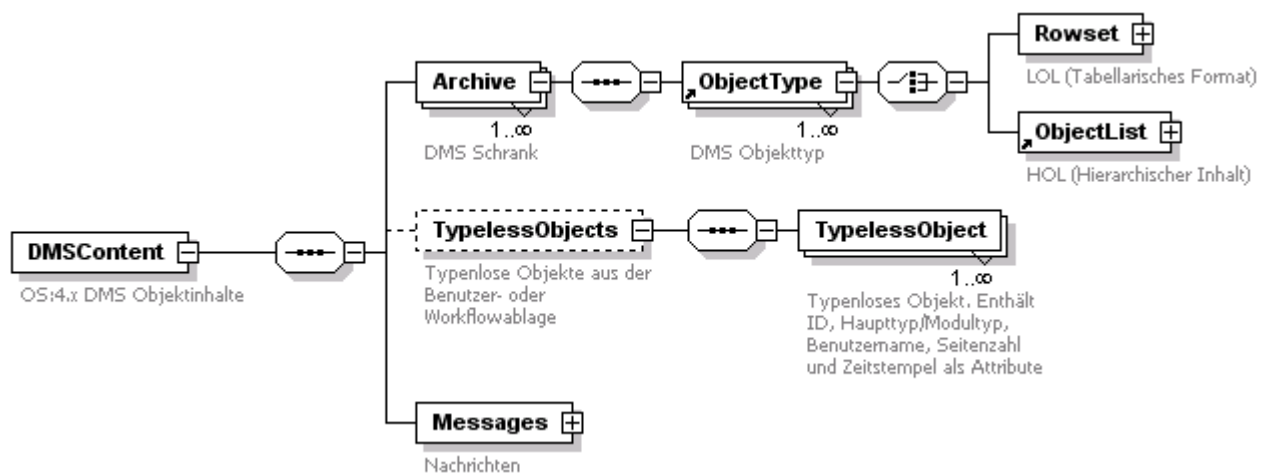 Rowset
LOL (Tabellarisches Format)
Archive
1..∞
DMS Schrank
ObjectType
1..∞
DMS Objekttyp
ObjectList
HOL (Hierarchischer Inhalt)
DMSContent
OS:4.x DMS Objektinhalte
TypelessObjects
Typenlose Objekte aus der
Benutzer- oder
Workflowablage
TypelessObject
1..∞
Typenloses Objekt. Enthält
ID, Haupttyp/Modultyp,
Benutzername, Seitenzahl
und Zeitstempel als Attribute
Messages
Nachrichten